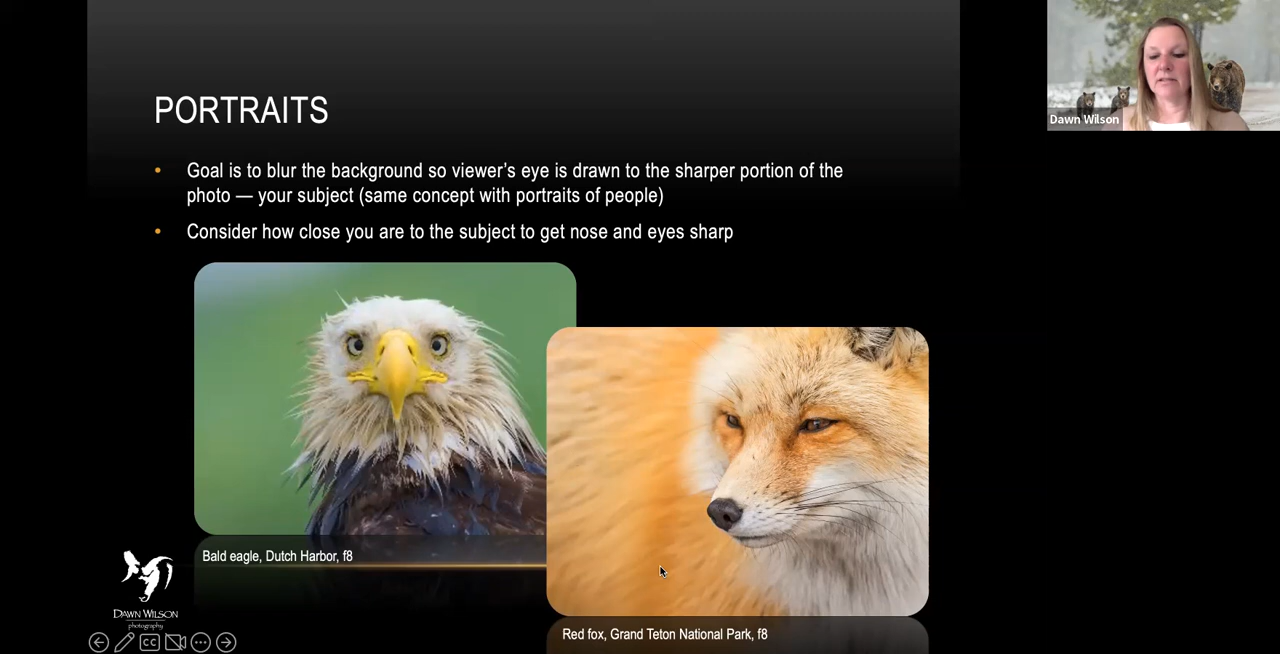 PORTRAITS
• Goal is to blur the background so viewer’s eye is drawn to the sharper portion of the
photo — your subject (same concept with portraits of people)
• Consider how close you are to the subject to get nose and eyes sharp
Bald eagle, Dutch Harbor, f8
Red fox, Grand Teton National Park, f8
DAWN WILSON
photography
CC
Dawn Wilson